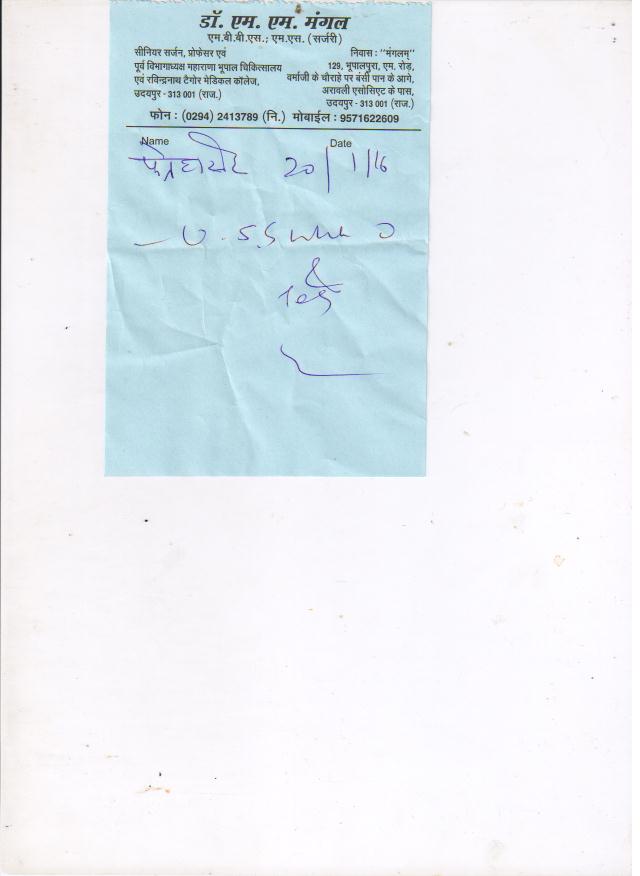 डॉ. एम. एम. मंगल
एम.बी.बी.एस.; एम.एस. (सर्जरी)
सीनियर सर्जन, प्रोफेसर एवं
पूर्व विभागाध्यक्ष महाराणा भूपाल चिकित्सालय
एवं रविन्द्रनाथ टैगोर मेडिकल कॉलेज,
उदयपुर - 313 001 (राज.)
निवास : "मंगलम्"
129, भूपालपुरा, एम. रोड़,
वर्माजी के चौराहे पर बंसी पान के आगे,
अरावली एसोसिएट के पास,
उदयपुर - 313 001 (राज.)
फोन : (0294) 2413789 (नि.) मोबाईल : 9571622609
Name
Date
20/1/16